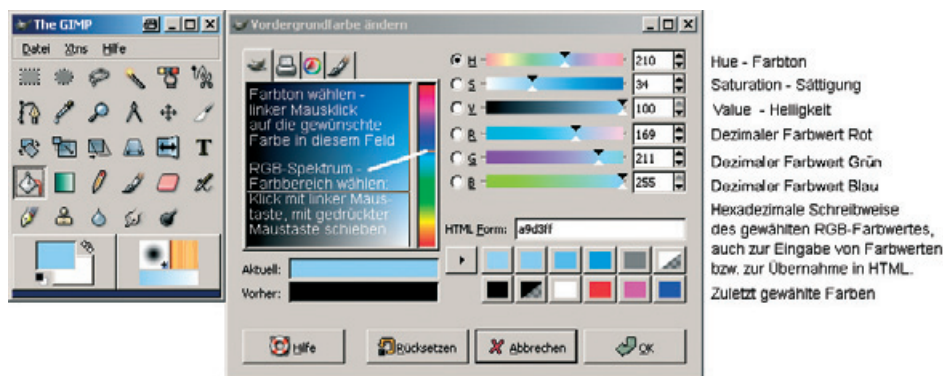 The GIMP
Datei Xtns Hilfe
T
Vordergrundfarbe ändern
Farbton wählen -
linker Mausklick
auf die gewünschte
Farbe in diesem Feld
RGB-Spektrum -
Farbbereich wählen:
Klick mit linker Maus-
taste, mit gedrückter
Maustaste schieben
H 210
S 34
V 100
R 169
G 211
B 255
HTML Form: a9d3ff
Aktuell:
Vorher:
Hilfe Rücksetzen Abbrechen OK
Hue - Farbton
Saturation - Sättigung
Value - Helligkeit
Dezimaler Farbwert Rot
Dezimaler Farbwert Grün
Dezimaler Farbwert Blau
Hexadezimale Schreibweise
des gewählten RGB-Farbwertes,
auch zur Eingabe von Farbwerten
bzw. zur Übernahme in HTML.
Zuletzt gewählte Farben